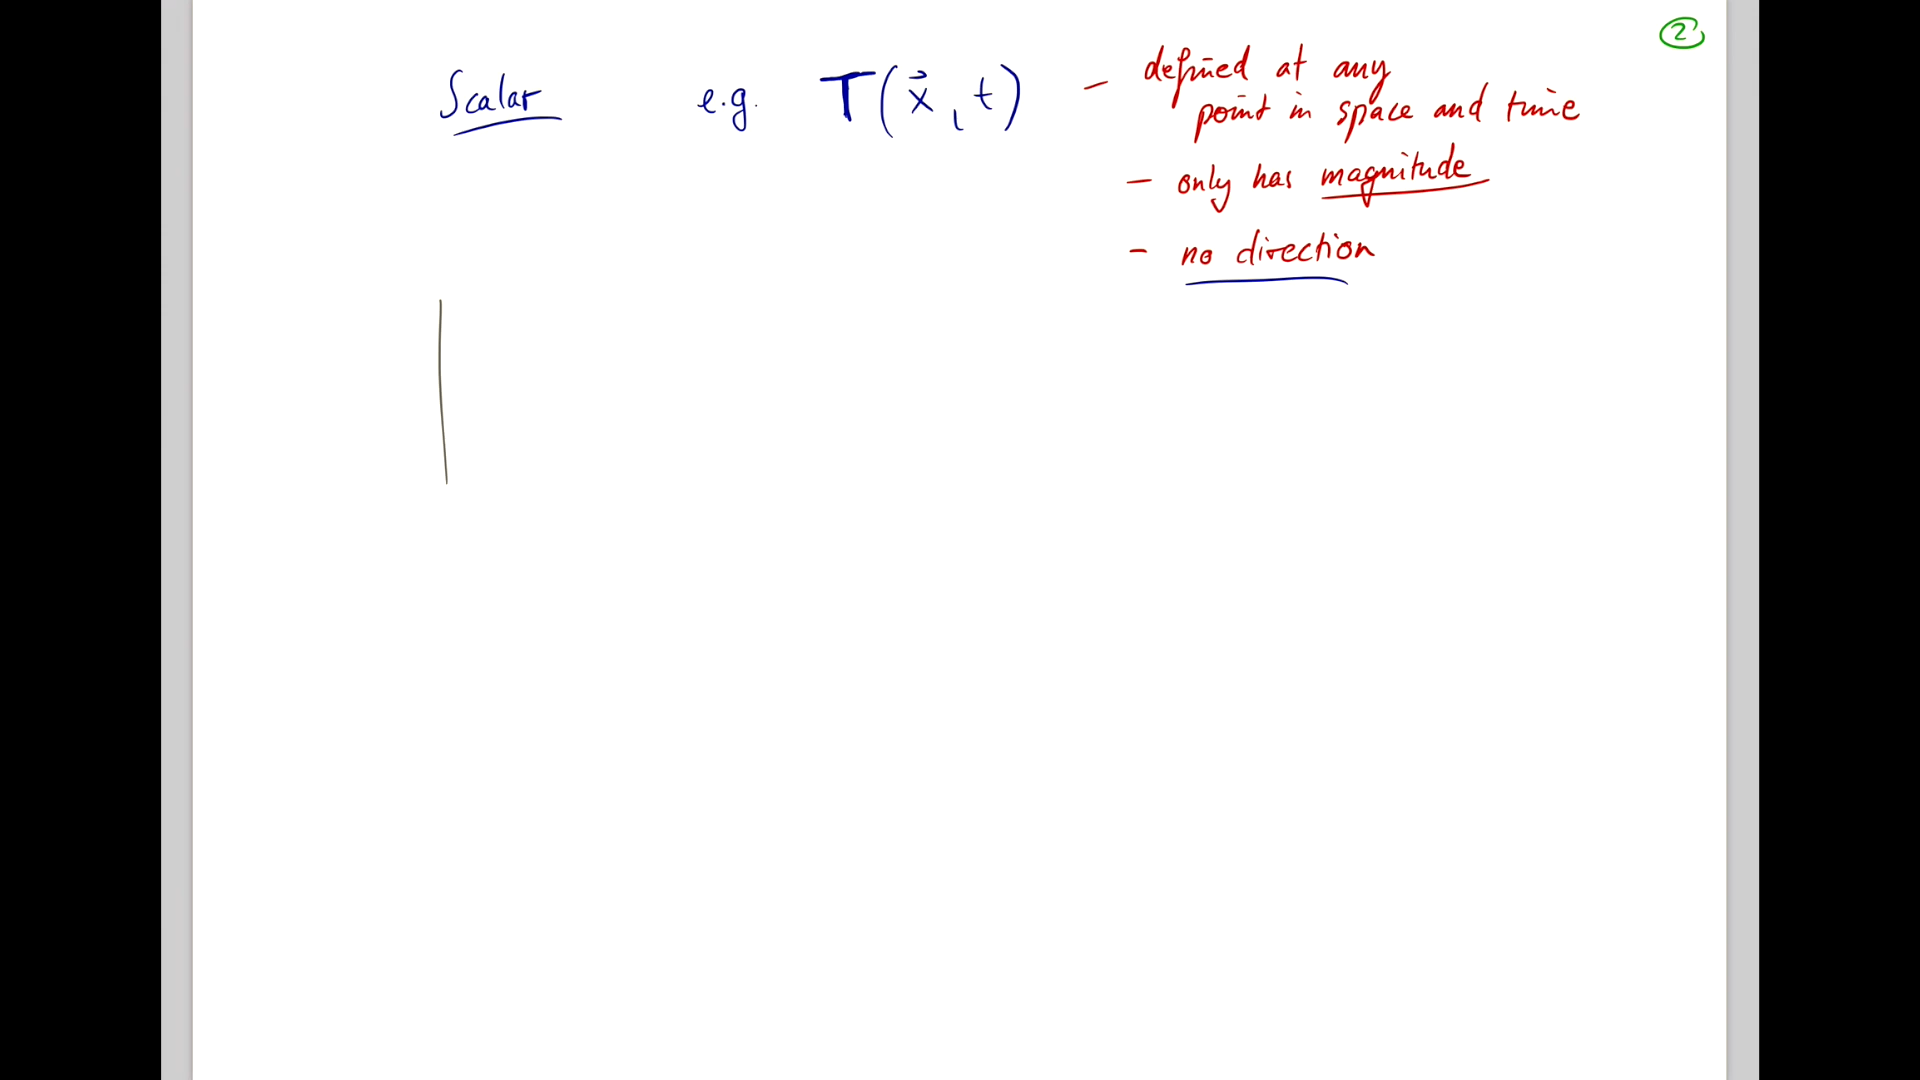 2
Scalar e.g. T(x⃗, t) - defined at any
point in space and time
- only has magnitude
- no direction